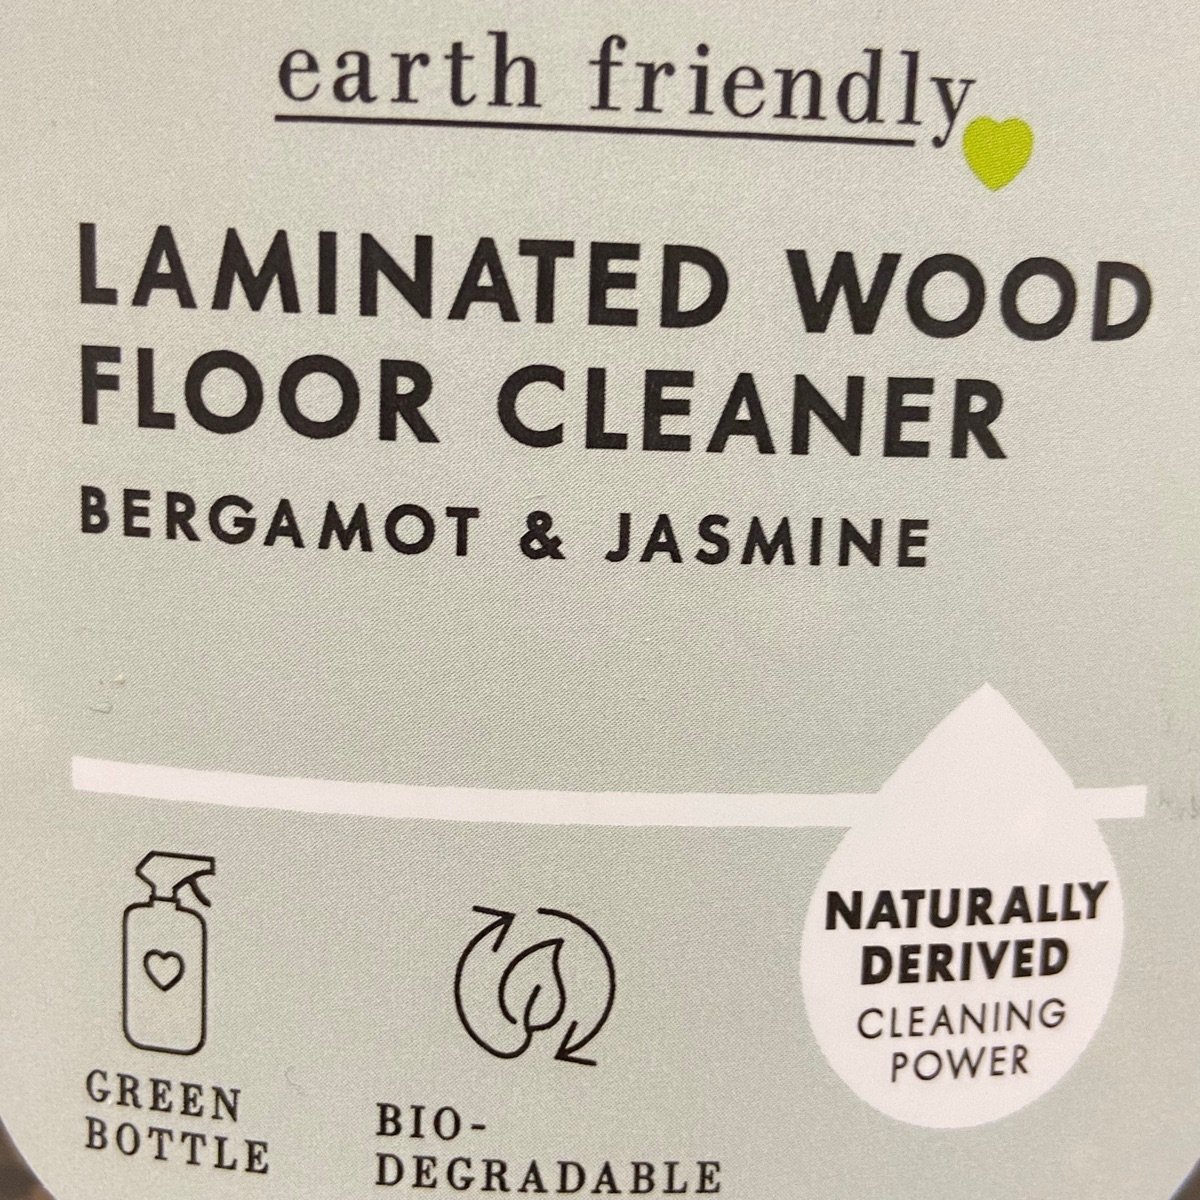 earth friendly
LAMINATED WOOD
FLOOR CLEANER
BERGAMOT & JASMINE
NATURALLY
DERIVED
CLEANING
POWER
GREEN
BOTTLE
BIO-
DEGRADABLE